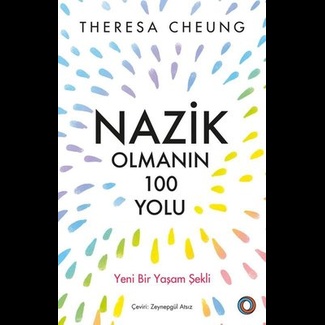 THERESA CHEUNG
NAZİK
OLMANIN
100
YOLU
Yeni Bir Yaşam Şekli
Çeviri: Zeynepgül Atsız